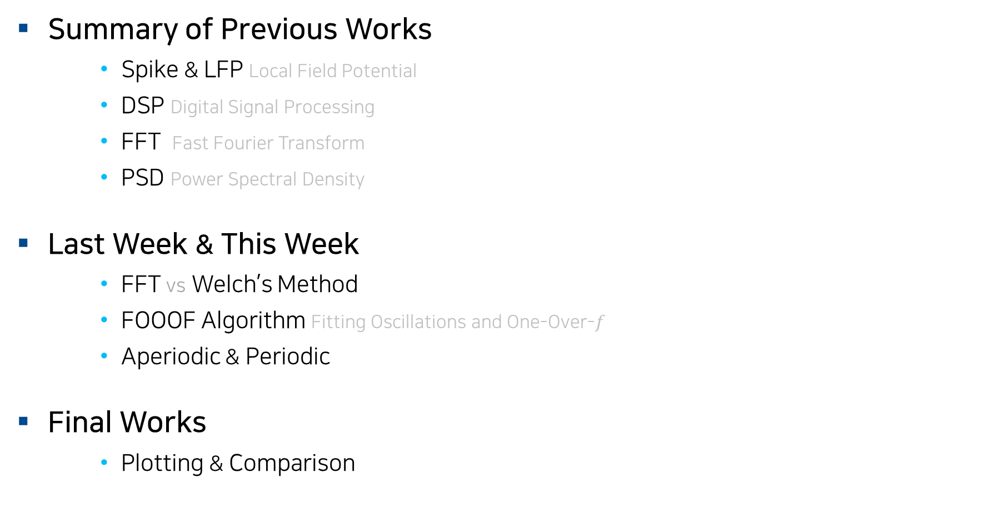 Summary of Previous Works
Spike & LFP Local Field Potential
DSP Digital Signal Processing
FFT Fast Fourier Transform
PSD Power Spectral Density
Last Week & This Week
FFT vs Welch’s Method
FOOOF Algorithm Fitting Oscillations and One-Over-f
Aperiodic & Periodic
Final Works
Plotting & Comparison